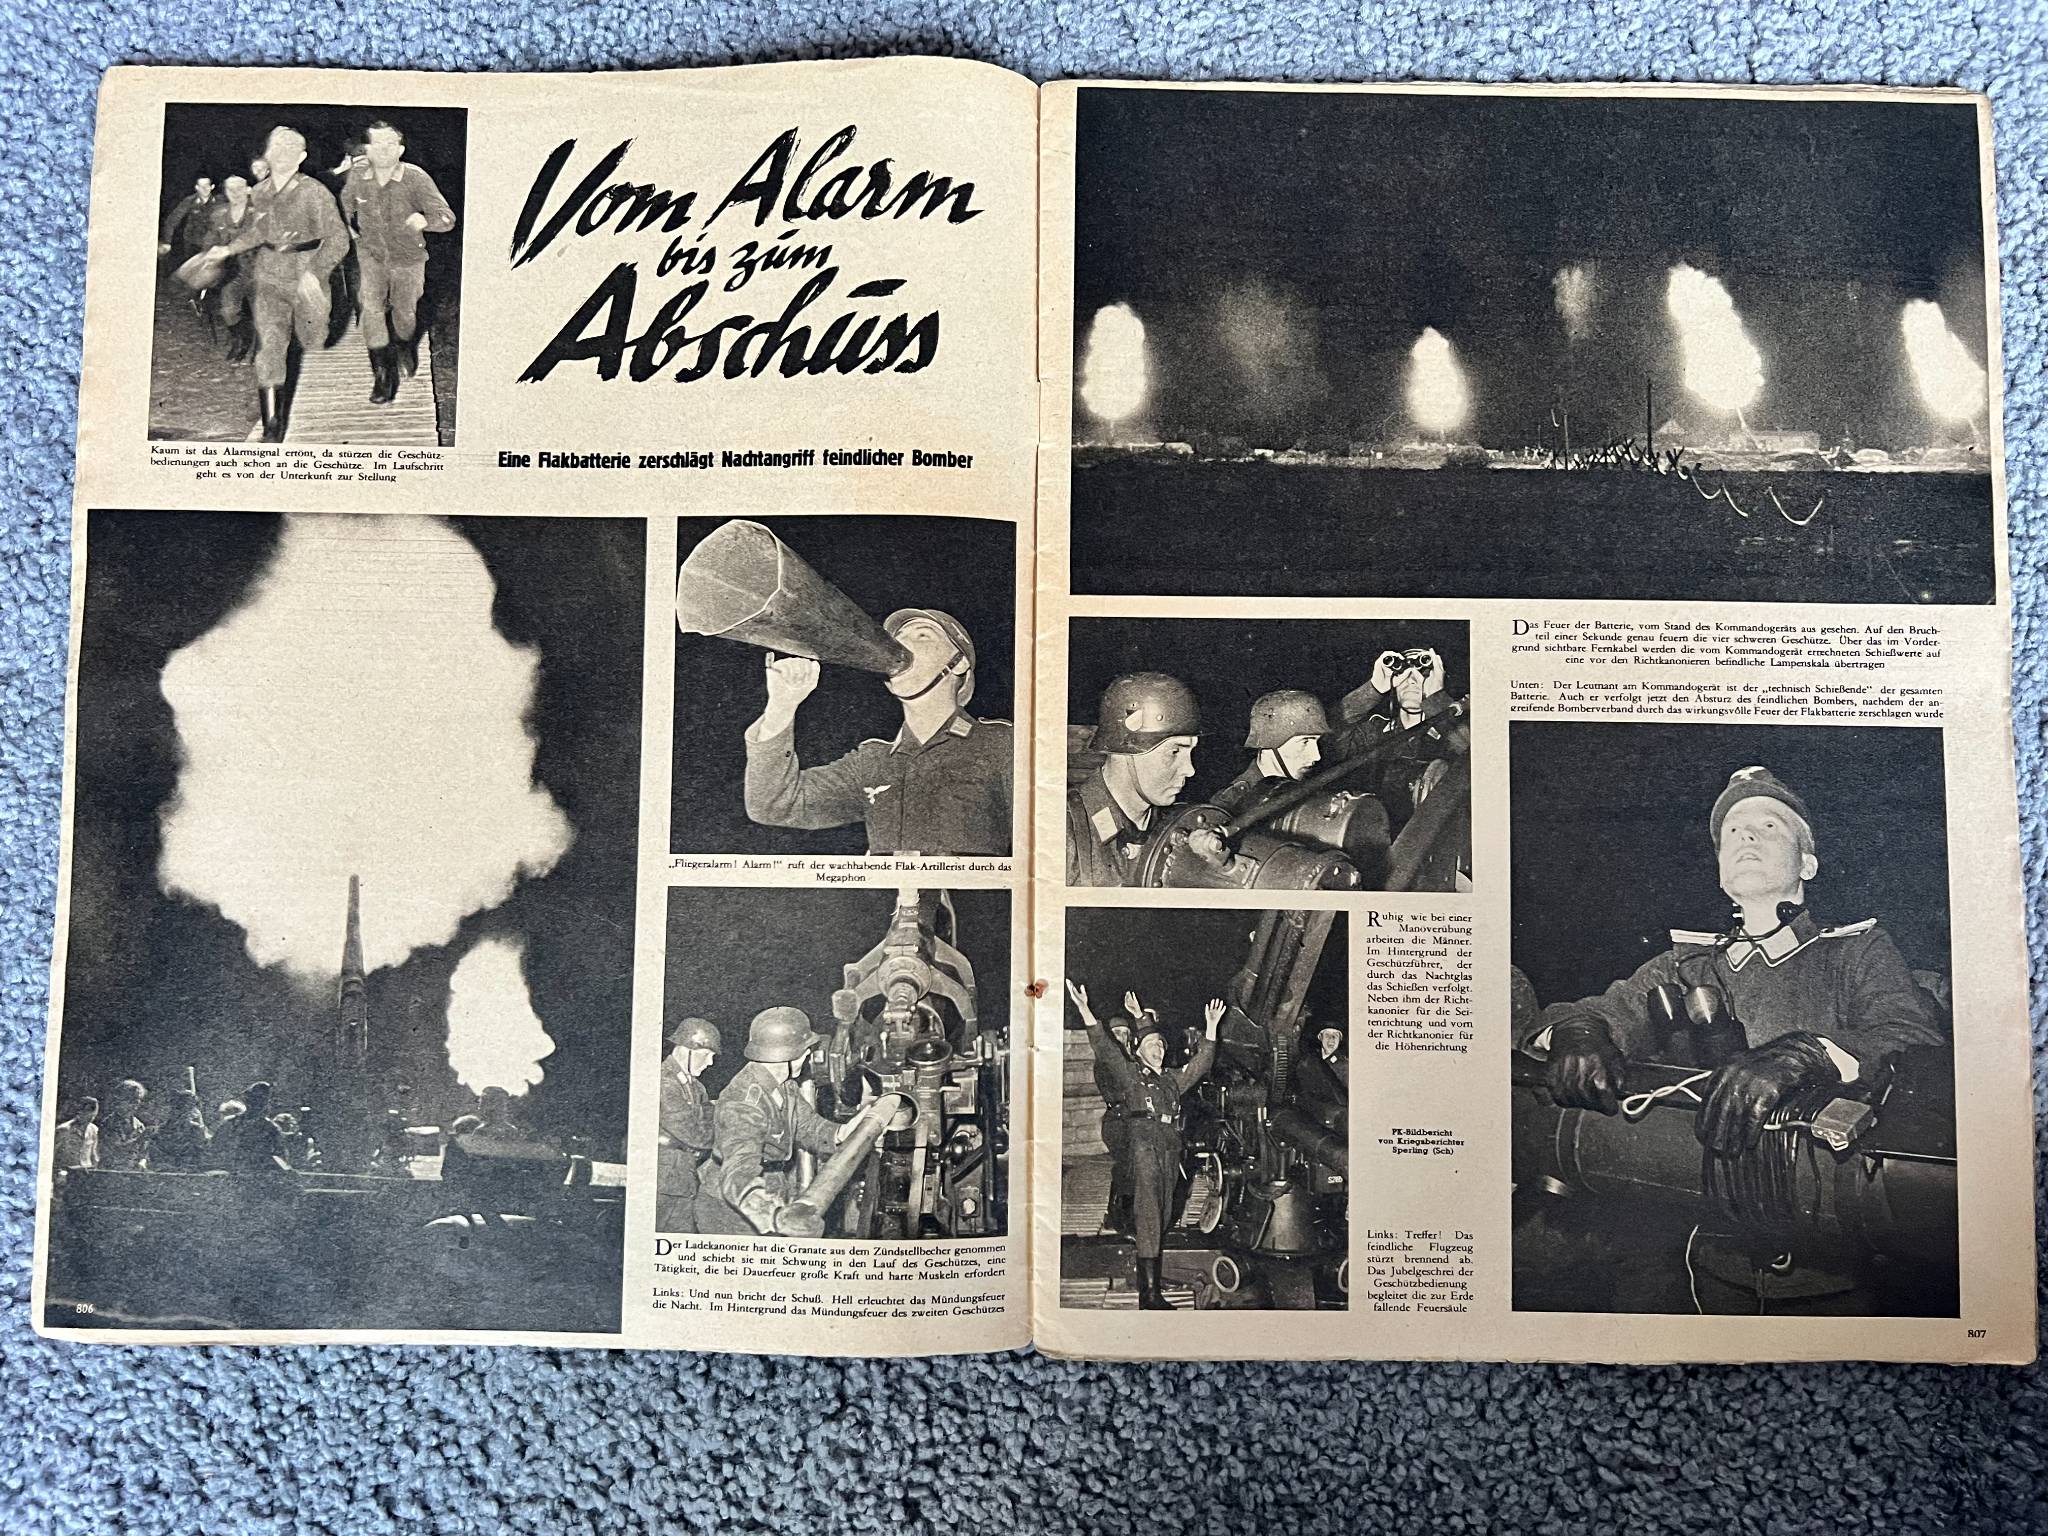 Vom Alarm
bis zum
Abschuss
Eine Flakbatterie zerschlägt Nachtangriff feindlicher Bomber
Kaum ist das Alarmsignal ertönt, da stürzen die Geschütz-
bedienungen auch schon an die Geschütze. Im Laufschritt
geht es von der Unterkunft zur Stellung
„Fliegeralarm! Alarm!“ ruft der wachhabende Flak-Artillerist durch das
Megaphon
Der Ladekanonier hat die Granate aus dem Zündstellbecher genommen
und schiebt sie mit Schwung in den Lauf des Geschützes, eine
Tätigkeit, die bei Dauerfeuer große Kraft und harte Muskeln erfordert
Links: Und nun bricht der Schuß. Hell erleuchtet das Mündungsfeuer
die Nacht. Im Hintergrund das Mündungsfeuer des zweiten Geschützes
806
Das Feuer der Batterie, vom Stand des Kommandogeräts aus gesehen. Auf den Bruch-
teil einer Sekunde genau feuern die vier schweren Geschütze. Über das im Vorder-
grund sichtbare Fernkabel werden die vom Kommandogerät errechneten Schießwerte auf
eine vor den Richtkanonieren befindliche Lampenskala übertragen
Unten: Der Leutnant am Kommandogerät ist der „technisch Schießende“ der gesamten
Batterie. Auch er verfolgt jetzt den Absturz des feindlichen Bombers, nachdem der an-
greifende Bomberverband durch das wirkungsvolle Feuer der Flakbatterie zerschlagen wurde
Ruhig wie bei einer
Manöverübung
arbeiten die Männer.
Im Hintergrund der
Geschützführer, der
durch das Nachtglas
das Schießen verfolgt.
Neben ihm der Richt-
kanonier für die Sei-
tenrichtung und vorn
der Richtkanonier für
die Höhenrichtung
PK-Bildbericht
von Kriegsberichter
Sperling (Sch)
Links: Treffer! Das
feindliche Flugzeug
stürzt brennend ab.
Das Jubelgeschrei der
Geschützbedienung
begleitet die zur Erde
fallende Feuersäule
807